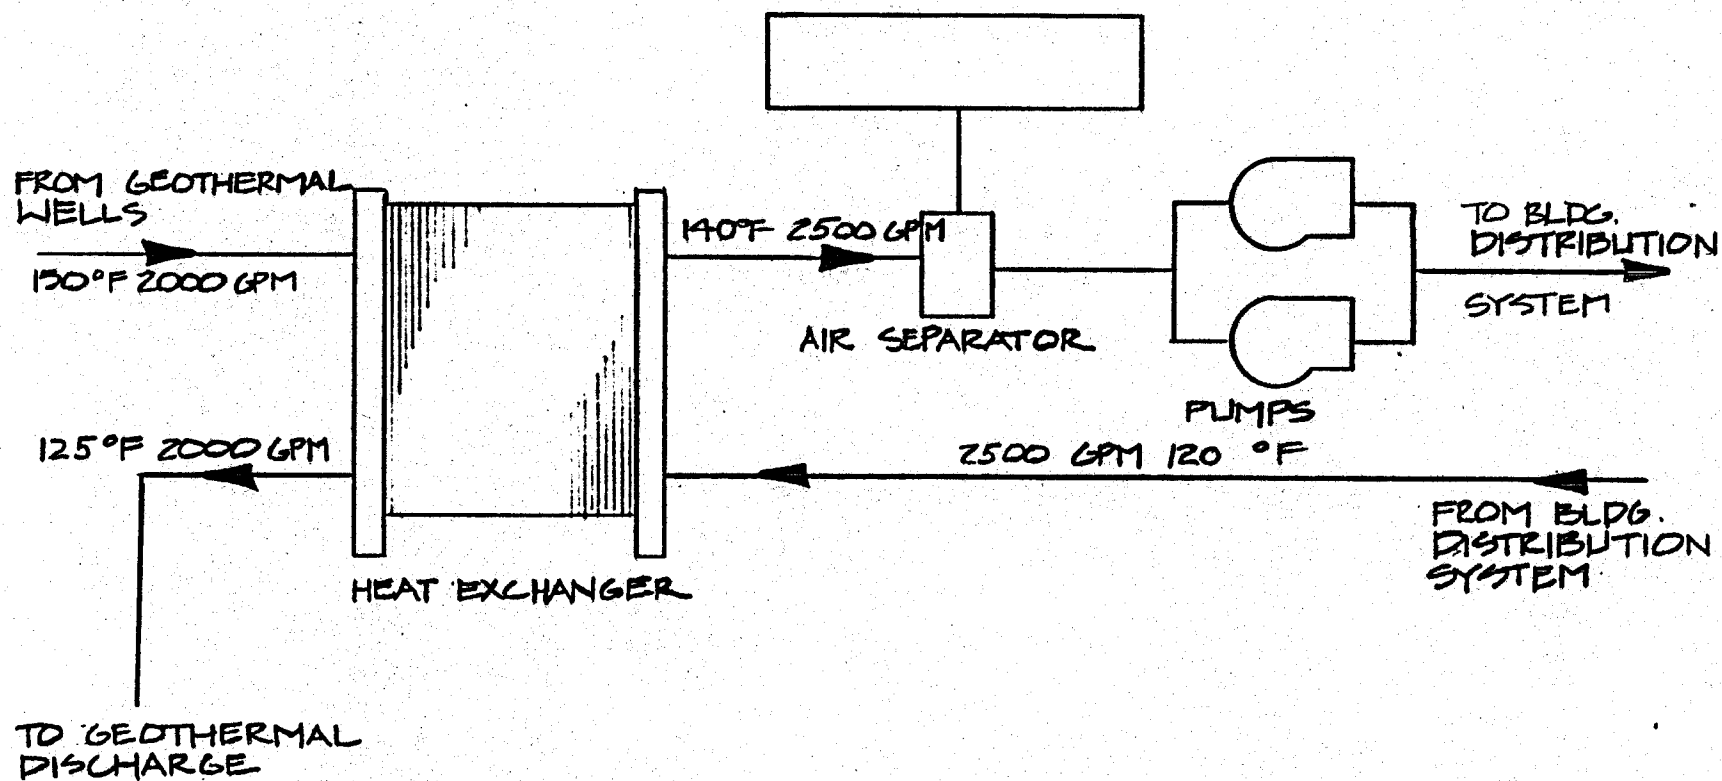 FROM GEOTHERMAL
WELLS
150°F 2000 GPM
140°F 2500 GPM
TO BLDG.
DISTRIBUTION
SYSTEM
AIR SEPARATOR
PUMPS
125°F 2000 GPM
2500 GPM 120 °F
FROM BLDG.
DISTRIBUTION
SYSTEM
HEAT EXCHANGER
TO GEOTHERMAL
DISCHARGE